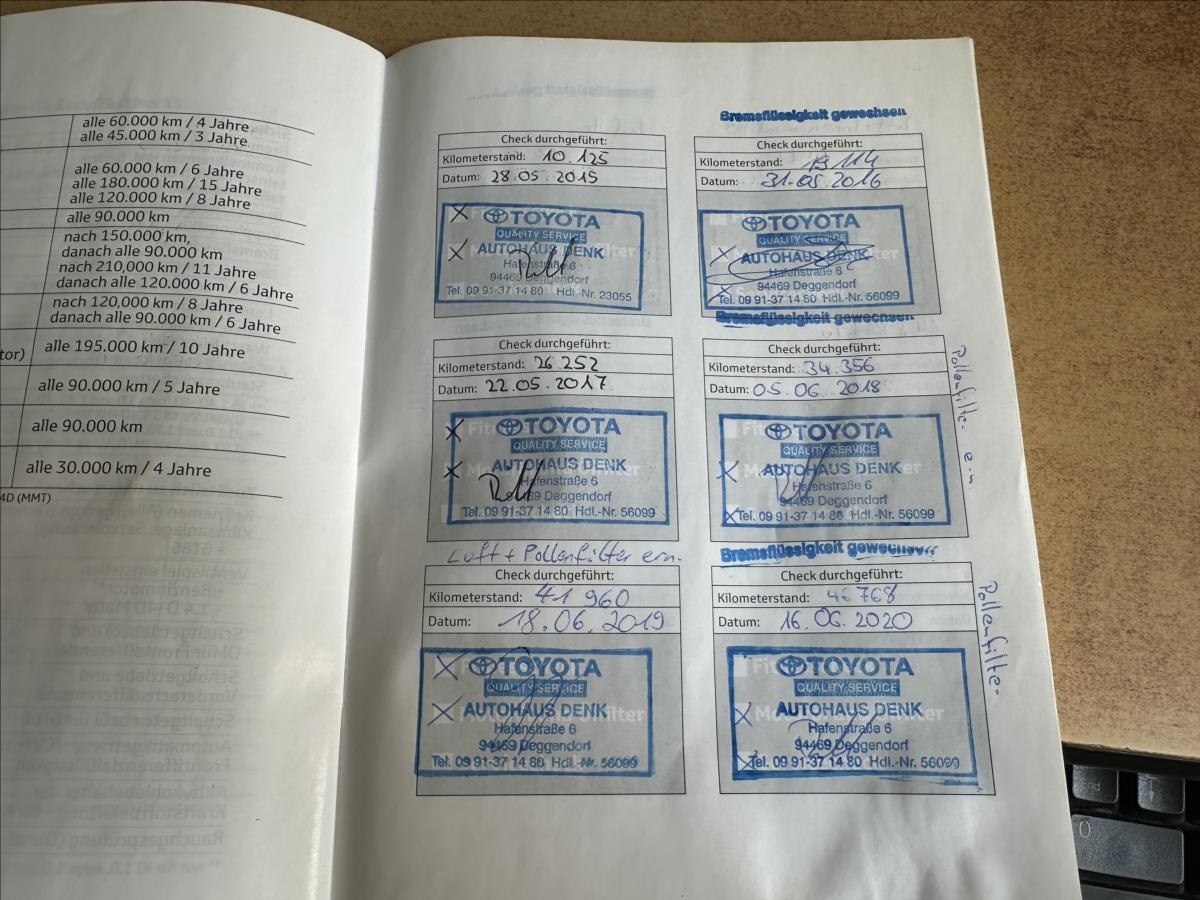 alle 60.000 km / 4 Jahre
alle 45.000 km / 3 Jahre
alle 60.000 km / 6 Jahre
alle 180.000 km / 15 Jahre
alle 120.000 km / 8 Jahre
alle 90.000 km
nach 150.000 km,
danach alle 90.000 km
nach 210,000 km / 11 Jahre
danach alle 120.000 km / 6 Jahre
nach 120,000 km / 8 Jahre
danach alle 90.000 km / 6 Jahre
tor)
alle 195.000 km / 10 Jahre
alle 90.000 km / 5 Jahre
alle 90.000 km
alle 30.000 km / 4 Jahre
4D (MMT)
Check durchgeführt:
Kilometerstand: 10.125
Datum: 28.05.2015
TOYOTA
QUALITY SERVICE
AUTOHAUS DENK
Hafenstraße 6
94469 Deggendorf
Tel. 09 91-37 14 80 Hdl.-Nr. 23055
Bremsflüssigkeit gewechsen
Check durchgeführt:
Kilometerstand:
Datum: 31.05 2016
TOYOTA
QUALITY SERVICE
AUTOHAUS DENK
Hafenstraße 6
94469 Deggendorf
Tel. 09 91-37 14 80 Hdl.-Nr. 56099
Check durchgeführt:
Kilometerstand: 26 252
Datum: 22.05.2017
TOYOTA
QUALITY SERVICE
AUTOHAUS DENK
Hafenstraße 6
94469 Deggendorf
Tel. 09 91-37 14 80 Hdl.-Nr. 56099
Bremsflüssigkeit gewechsen
Check durchgeführt:
Kilometerstand: 34.356
Datum: 05.06.2018
TOYOTA
QUALITY SERVICE
AUTOHAUS DENK
Hafenstraße 6
94469 Deggendorf
Tel. 09 91-37 14 80 Hdl.-Nr. 56099
Pollenfilter
Luft + Pollenfilter ern.
Check durchgeführt:
Kilometerstand: 41 960
Datum: 18.06.2019
TOYOTA
QUALITY SERVICE
AUTOHAUS DENK
Hafenstraße 6
94469 Deggendorf
Tel. 09 91-37 14 80 Hdl.-Nr. 56099
Bremsflüssigkeit
Check durchgeführt:
Kilometerstand: 46768
Datum: 16.06.2020
TOYOTA
QUALITY SERVICE
AUTOHAUS DENK
Hafenstraße 6
94469 Deggendorf
Tel. 09 91-37 14 80 Hdl.-Nr. 56099
Pollenfilter